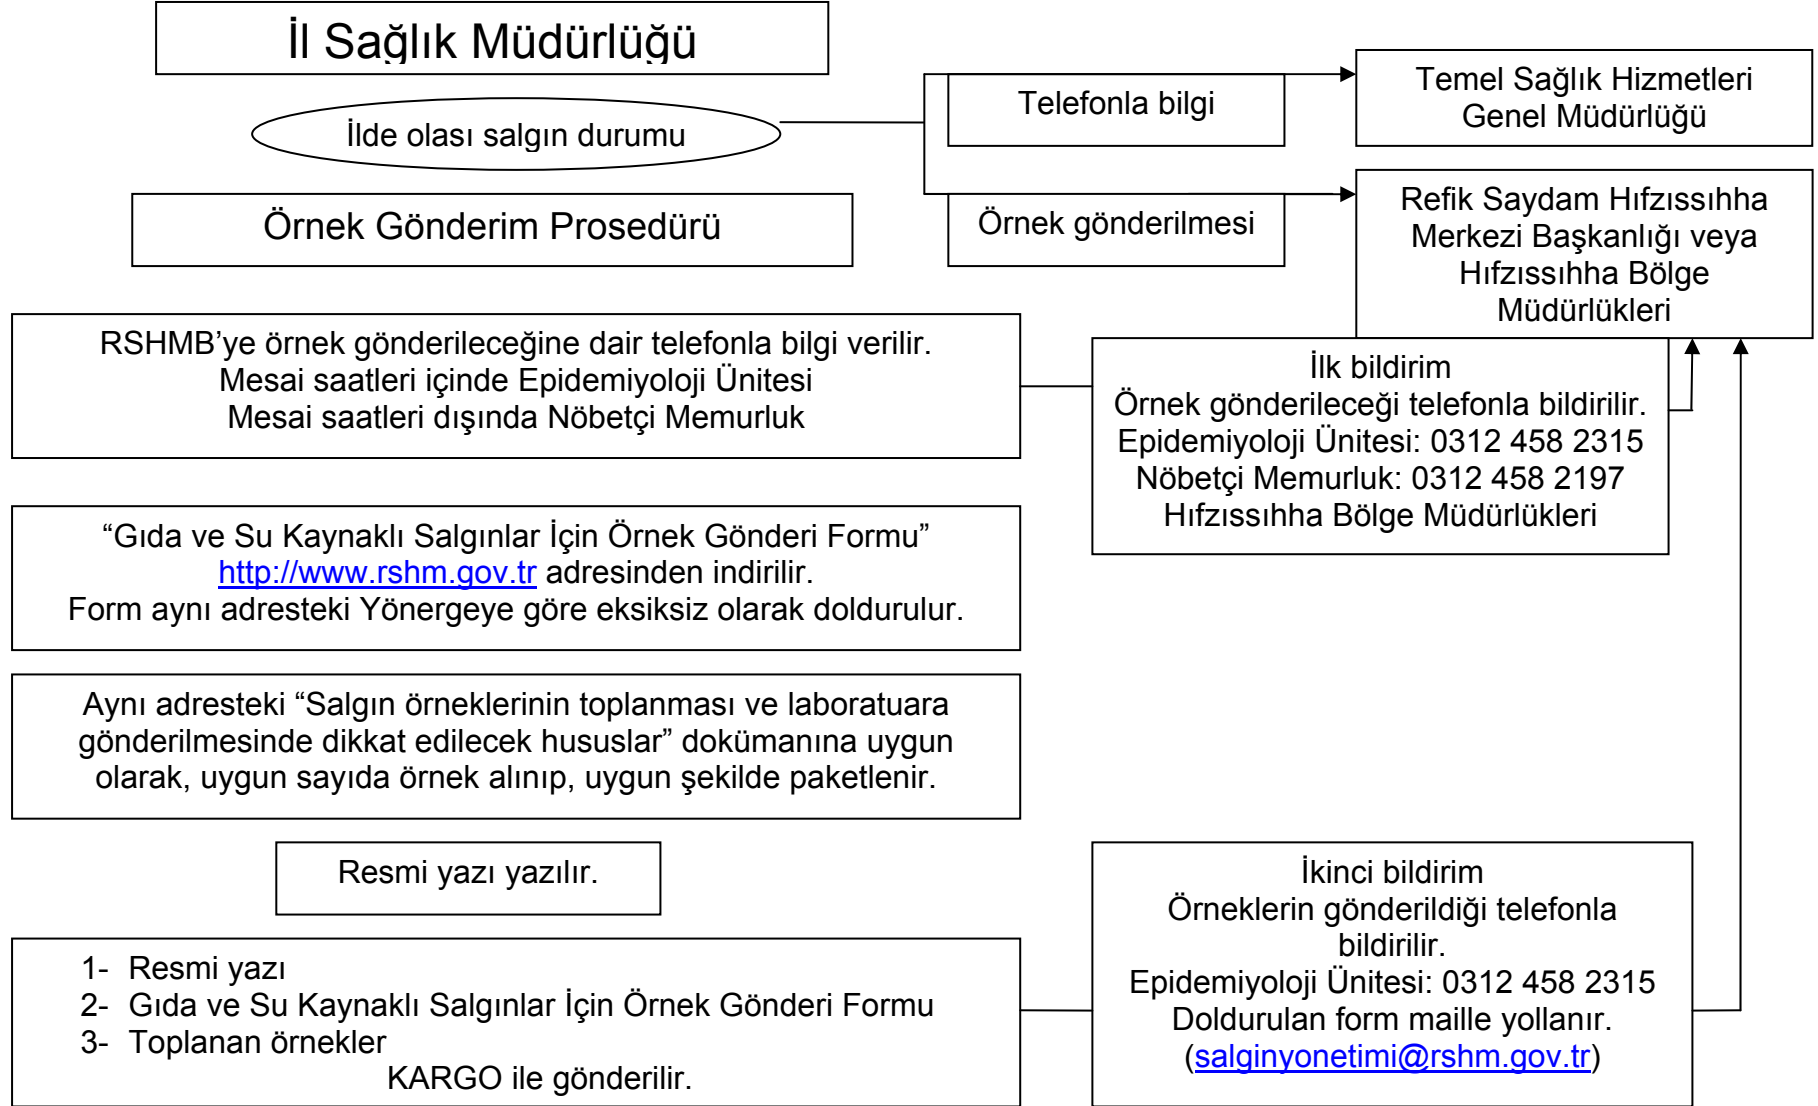 İl Sağlık Müdürlüğü
İlde olası salgın durumu
Telefonla bilgi
Temel Sağlık Hizmetleri
Genel Müdürlüğü
Örnek Gönderim Prosedürü
Örnek gönderilmesi
Refik Saydam Hıfzıssıhha
Merkezi Başkanlığı veya
Hıfzıssıhha Bölge
Müdürlükleri
RSHMB’ye örnek gönderileceğine dair telefonla bilgi verilir.
Mesai saatleri içinde Epidemiyoloji Ünitesi
Mesai saatleri dışında Nöbetçi Memurluk
İlk bildirim
Örnek gönderileceği telefonla bildirilir.
Epidemiyoloji Ünitesi: 0312 458 2315
Nöbetçi Memurluk: 0312 458 2197
Hıfzıssıhha Bölge Müdürlükleri
“Gıda ve Su Kaynaklı Salgınlar İçin Örnek Gönderi Formu”
http://www.rshm.gov.tr adresinden indirilir.
Form aynı adresteki Yönergeye göre eksiksiz olarak doldurulur.
Aynı adresteki “Salgın örneklerinin toplanması ve laboratuara
gönderilmesinde dikkat edilecek hususlar” dokümanına uygun
olarak, uygun sayıda örnek alınıp, uygun şekilde paketlenir.
Resmi yazı yazılır.
1- Resmi yazı
2- Gıda ve Su Kaynaklı Salgınlar İçin Örnek Gönderi Formu
3- Toplanan örnekler
KARGO ile gönderilir.
İkinci bildirim
Örneklerin gönderildiği telefonla
bildirilir.
Epidemiyoloji Ünitesi: 0312 458 2315
Doldurulan form maille yollanır.
(salginyonetimi@rshm.gov.tr)